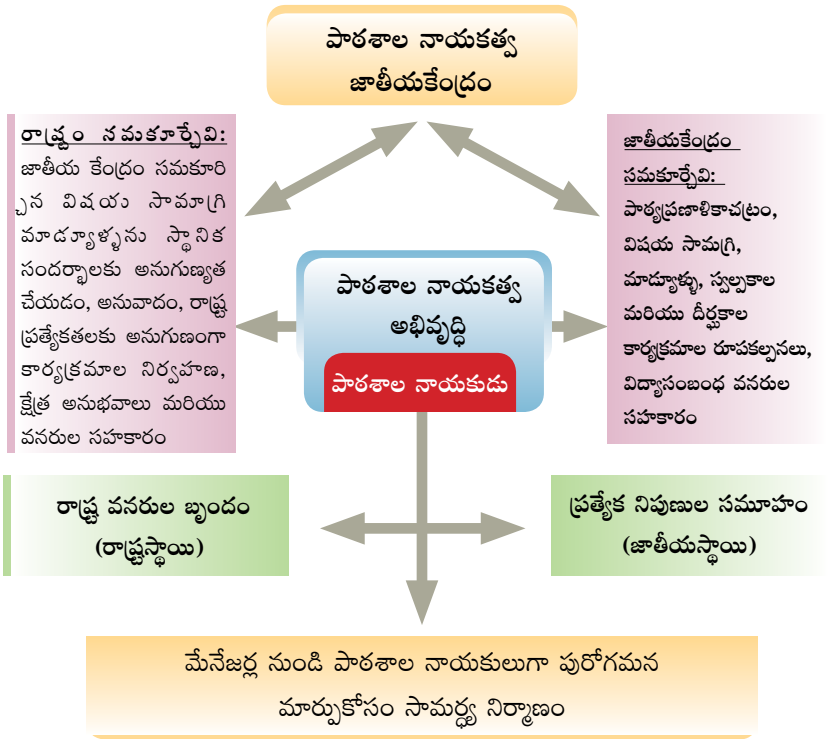 పాఠశాల నాయకత్వ
జాతీయకేంద్రం
రాష్ట్రం నమకూర్చేవి:
జాతీయ కేంద్రం సమకూరి
చ్చన విషయ సామాగ్రి
మాడ్యూళ్ళను స్థానిక
సందర్భాలకు అనుగుణ్యత
చేయడం, అనువాదం, రాష్ట్ర
ప్రత్యేకతలకు అనుగుణంగా
కార్యక్రమాల నిర్వహణ,
క్షేత్ర అనుభవాలు మరియు
వనరుల సహకారం
జాతీయకేంద్రం
సమకూర్చేవి:
పాఠ్యప్రణాళికాచట్రం,
విషయ సామగ్రి,
మాడ్యూళ్ళు, స్వల్పకాల
మరియు దీర్ఘకాల
కార్యక్రమాల రూపకల్పనలు,
విద్యాసంబంధ వనరుల
సహకారం
పాఠశాల నాయకత్వ
అభివృద్ధి
పాఠశాల నాయకుడు
రాష్ట్ర వనరుల బృందం
(రాష్ట్రస్థాయి)
ప్రత్యేక నిపుణుల సమూహం
(జాతీయస్థాయి)
మేనేజర్ల నుండి పాఠశాల నాయకులుగా పురోగమన
మార్పుకోసం సామర్థ్య నిర్మాణం